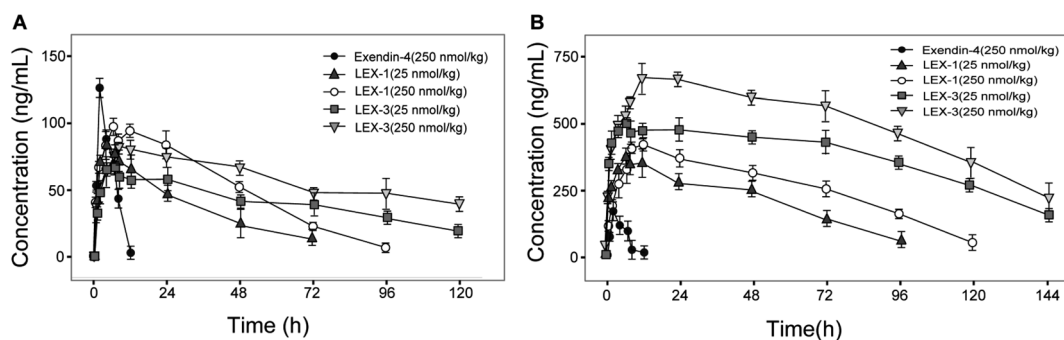 A
Concentration (ng/mL)
150
100
50
0
Exendin-4(250 nmol/kg)
LEX-1(25 nmol/kg)
LEX-1(250 nmol/kg)
LEX-3(25 nmol/kg)
LEX-3(250 nmol/kg)
0 24 48 72 96 120
Time (h)
B
Concentration (ng/mL)
750
500
250
0
Exendin-4(250 nmol/kg)
LEX-1(25 nmol/kg)
LEX-1(250 nmol/kg)
LEX-3(25 nmol/kg)
LEX-3(250 nmol/kg)
0 24 48 72 96 120 144
Time(h)